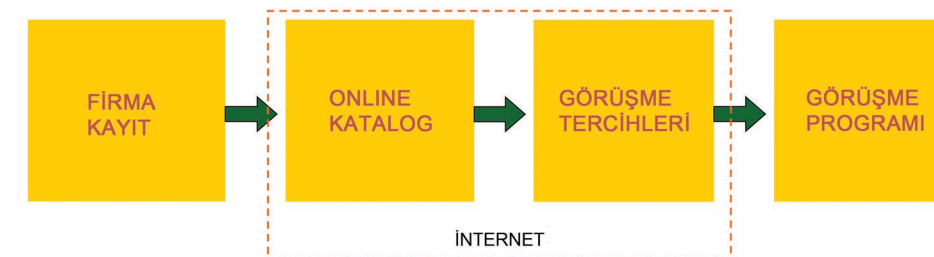 FİRMA
KAYIT
ONLINE
KATALOG
GÖRÜŞME
TERCİHLERİ
GÖRÜŞME
PROGRAMI
İNTERNET